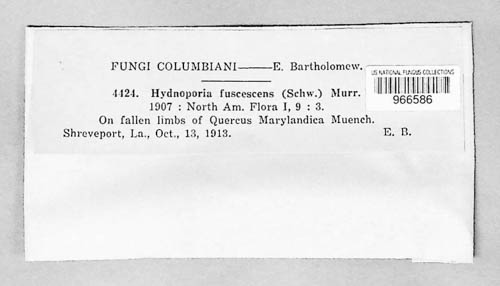 FUNGI COLUMBIANI——E. Bartholomew.
US NATIONAL FUNGUS COLLECTIONS
966586
4424. Hydnoporia fuscescens (Schw.) Murr.
1907 : North Am. Flora I, 9 : 3.
On fallen limbs of Quercus Marylandica Muench.
Shreveport, La., Oct., 13, 1913. E. B.